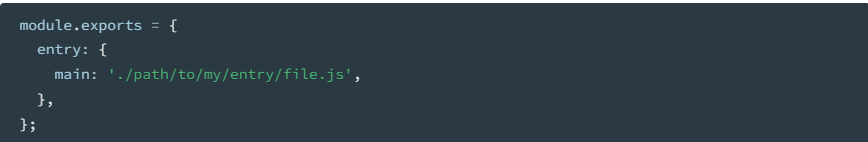 module.exports = {
  entry: {
    main: './path/to/my/entry/file.js',
  },
};